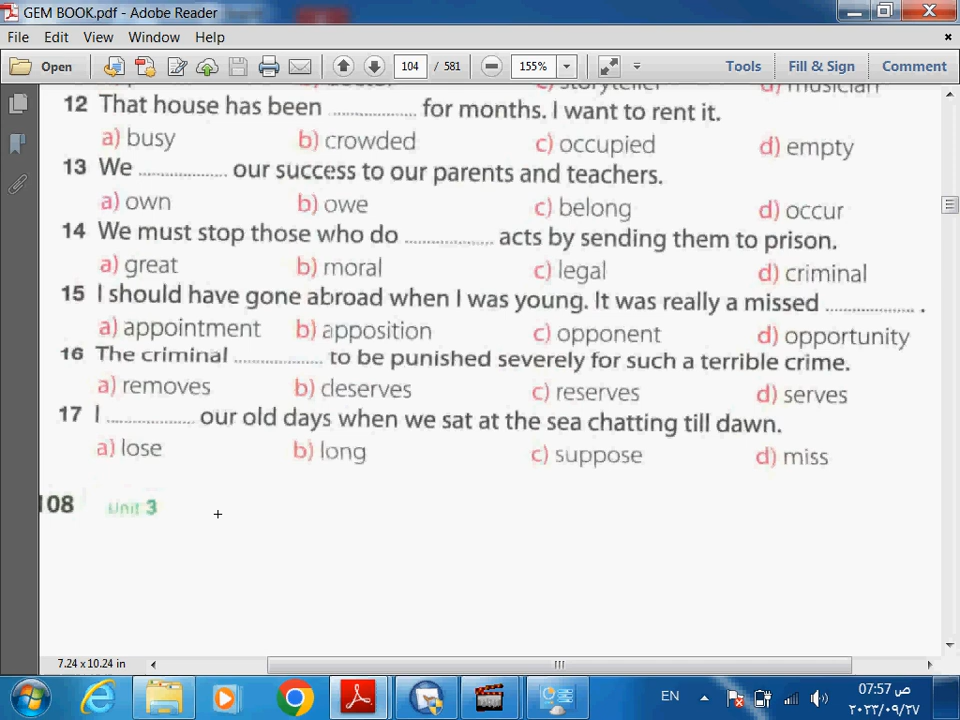 GEM BOOK.pdf - Adobe Reader
File Edit View Window Help
Open 104 / 581 155% Tools Fill & Sign Comment
c) storyteller d) musician
12 That house has been .................. for months. I want to rent it.
a) busy b) crowded c) occupied d) empty
13 We .................. our success to our parents and teachers.
a) own b) owe c) belong d) occur
14 We must stop those who do .................. acts by sending them to prison.
a) great b) moral c) legal d) criminal
15 I should have gone abroad when I was young. It was really a missed .................. .
a) appointment b) apposition c) opponent d) opportunity
16 The criminal .................. to be punished severely for such a terrible crime.
a) removes b) deserves c) reserves d) serves
17 I .................. our old days when we sat at the sea chatting till dawn.
a) lose b) long c) suppose d) miss
108 Unit 3
7.24 x 10.24 in
EN 07:57 ص
٢٠٢٣/٠٩/٢٧